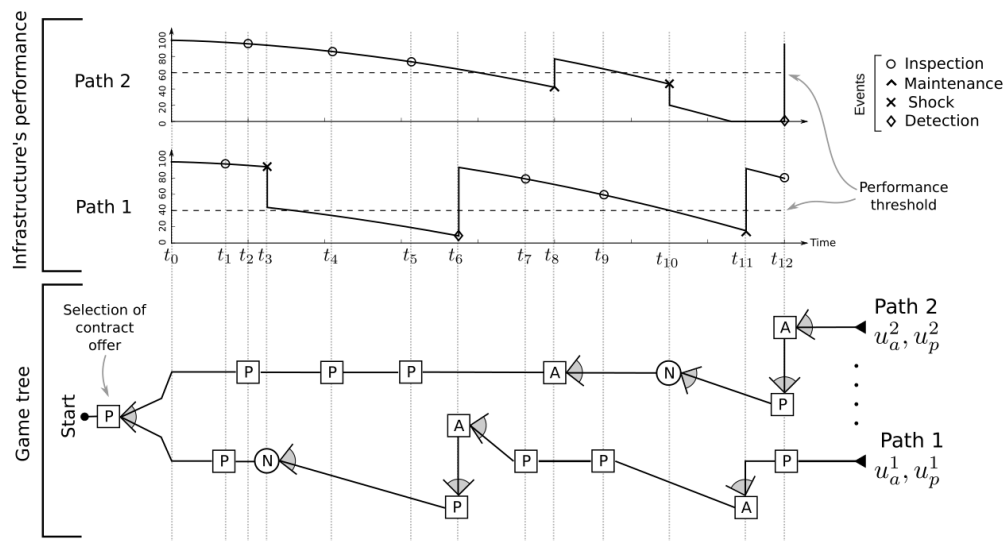 Infrastructure's performance
Path 2
0 20 40 60 80 100
Path 1
0 20 40 60 80 100
Events
Inspection
Maintenance
Shock
Detection
Performance
threshold
Time
t0 t1 t2 t3 t4 t5 t6 t7 t8 t9 t10 t11 t12
Game tree
Selection of
contract
offer
Start
P
P P P A N P A
Path 2
u_a^2, u_p^2
P N P A P P A P
Path 1
u_a^1, u_p^1